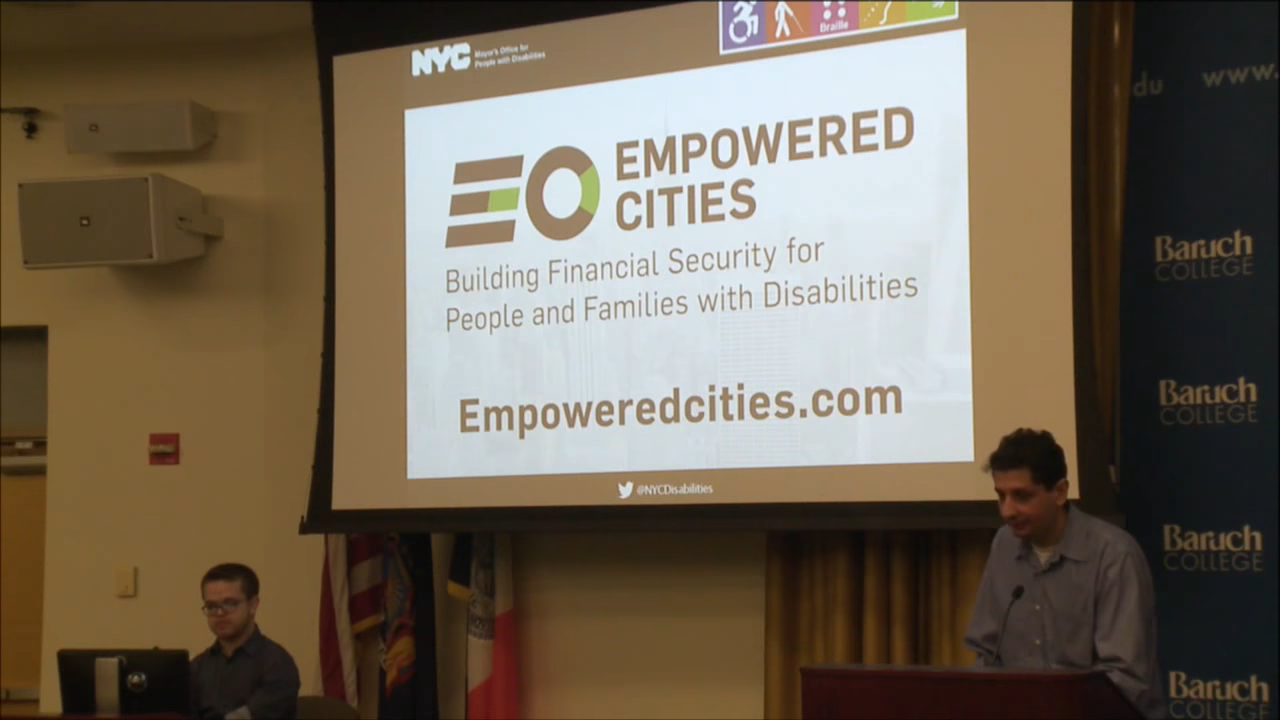 NYC
Mayor's Office for
People with Disabilities
Braille
EMPOWERED
CITIES
Building Financial Security for
People and Families with Disabilities
Empoweredcities.com
@NYCDisabilities
du www.
Baruch
COLLEGE
Baruch
COLLEGE
Baruch
COLLEGE
Baruch
COLLEGE